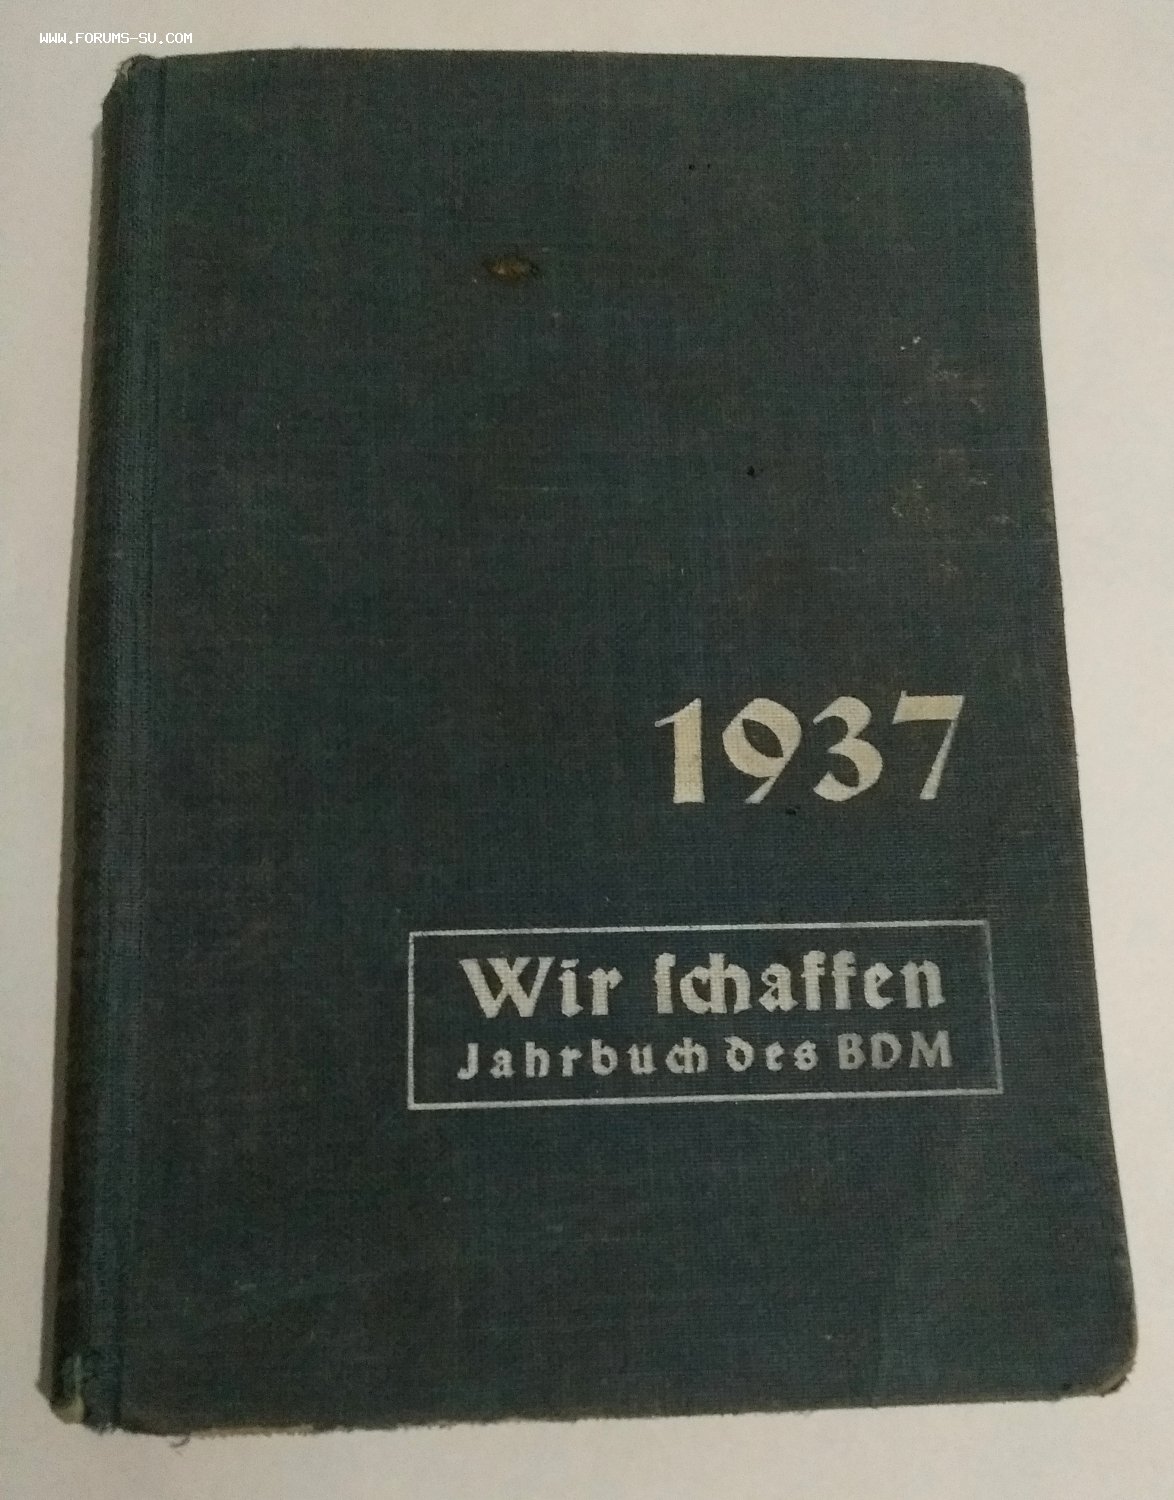 WWW.FORUMS-SU.COM
1937
Wir ſchaffen
Jahrbuch des BDM